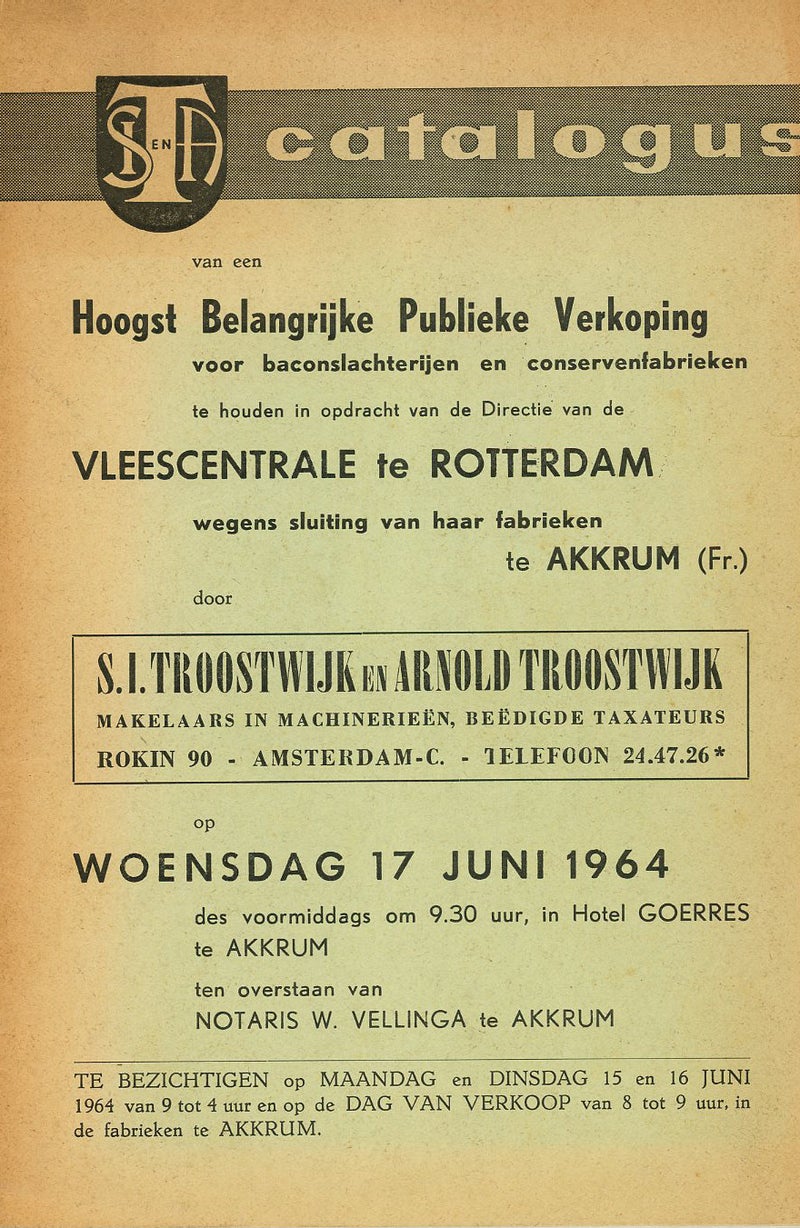 S EN A
T
catalogus
van een
Hoogst Belangrijke Publieke Verkoping
voor baconslachterijen en conservenfabrieken
te houden in opdracht van de Directie van de
VLEESCENTRALE te ROTTERDAM
wegens sluiting van haar fabrieken
te AKKRUM (Fr.)
door
S.I. TROOSTWIJK EN ARNOLD TROOSTWIJK
MAKELAARS IN MACHINERIEËN, BEËDIGDE TAXATEURS
ROKIN 90 - AMSTERDAM-C. - TELEFOON 24.47.26*
op
WOENSDAG 17 JUNI 1964
des voormiddags om 9.30 uur, in Hotel GOERRES
te AKKRUM
ten overstaan van
NOTARIS W. VELLINGA te AKKRUM
TE BEZICHTIGEN op MAANDAG en DINSDAG 15 en 16 JUNI
1964 van 9 tot 4 uur en op de DAG VAN VERKOOP van 8 tot 9 uur, in
de fabrieken te AKKRUM.